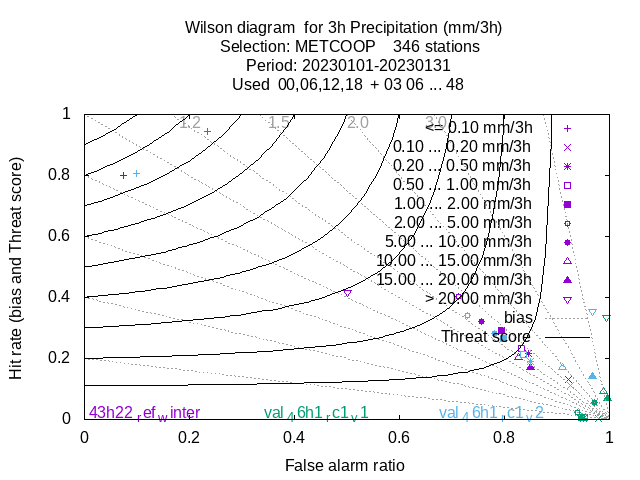 Wilson diagram  for 3h Precipitation (mm/3h)
Selection: METCOOP    346 stations
Period: 20230101-20230131
Used  00,06,12,18  + 03 06 ... 48
1
1.2
1.5
2.0
3.0
<= 0.10 mm/3h
0.10 ... 0.20 mm/3h
0.20 ... 0.50 mm/3h
0.50 ... 1.00 mm/3h
1.00 ... 2.00 mm/3h
2.00 ... 5.00 mm/3h
5.00 ... 10.00 mm/3h
10.00 ... 15.00 mm/3h
15.00 ... 20.00 mm/3h
> 20.00 mm/3h
bias
Threat score
0.8
0.6
0.4
0.2
0
Hit rate (bias and Threat score)
43h22_ref_winter
val_46h1_rc1_v1
val_46h1_rc1_v2
0
0.2
0.4
0.6
0.8
1
False alarm ratio